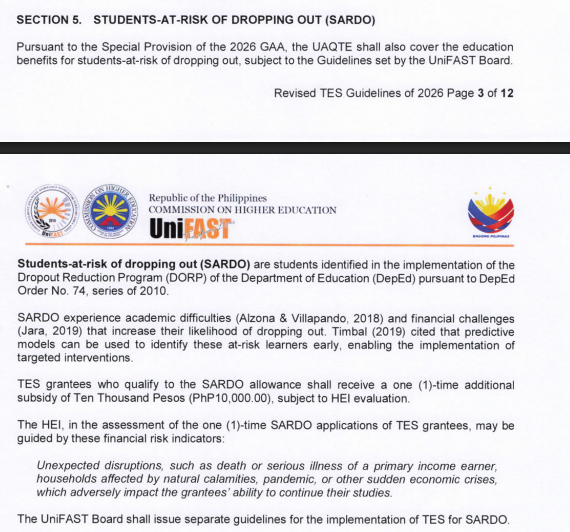 SECTION 5. STUDENTS-AT-RISK OF DROPPING OUT (SARDO)
Pursuant to the Special Provision of the 2026 GAA, the UAQTE shall also cover the education
benefits for students-at-risk of dropping out, subject to the Guidelines set by the UniFAST Board.
Revised TES Guidelines of 2026 Page 3 of 12
Republic of the Philippines
COMMISSION ON HIGHER EDUCATION
UniFAST
UniFAST
BAGONG PILIPINAS
Students-at-risk of dropping out (SARDO) are students identified in the implementation of the
Dropout Reduction Program (DORP) of the Department of Education (DepEd) pursuant to DepEd
Order No. 74, series of 2010.
SARDO experience academic difficulties (Alzona & Villapando, 2018) and financial challenges
(Jara, 2019) that increase their likelihood of dropping out. Timbal (2019) cited that predictive
models can be used to identify these at-risk learners early, enabling the implementation of
targeted interventions.
TES grantees who qualify to the SARDO allowance shall receive a one (1)-time additional
subsidy of Ten Thousand Pesos (PhP10,000.00), subject to HEI evaluation.
The HEI, in the assessment of the one (1)-time SARDO applications of TES grantees, may be
guided by these financial risk indicators:
Unexpected disruptions, such as death or serious illness of a primary income earner,
households affected by natural calamities, pandemic, or other sudden economic crises,
which adversely impact the grantees' ability to continue their studies.
The UniFAST Board shall issue separate guidelines for the implementation of TES for SARDO.